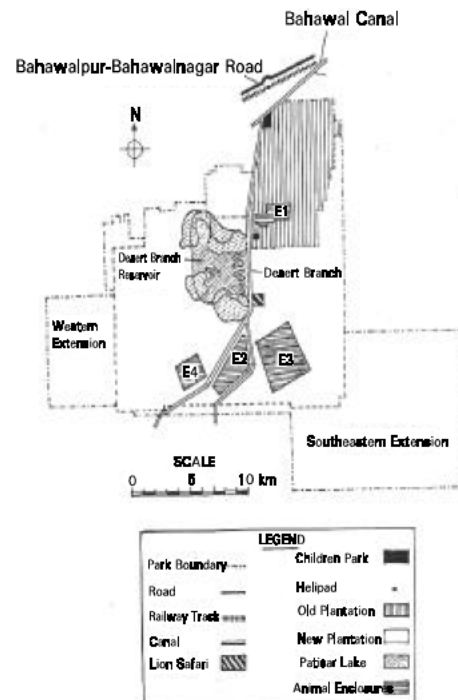 Bahawal Canal
Bahawalpur-Bahawalnagar Road
N
E1
Desert Branch
Reservoir
Desert Branch
Western
Extension
E4
E2
E3
Southeastern Extension
SCALE
0 5 10 km
LEGEND
Park Boundary
Road
Railway Track
Canal
Lion Safari
Children Park
Helipad
Old Plantation
New Plantation
Patisar Lake
Animal Enclosures